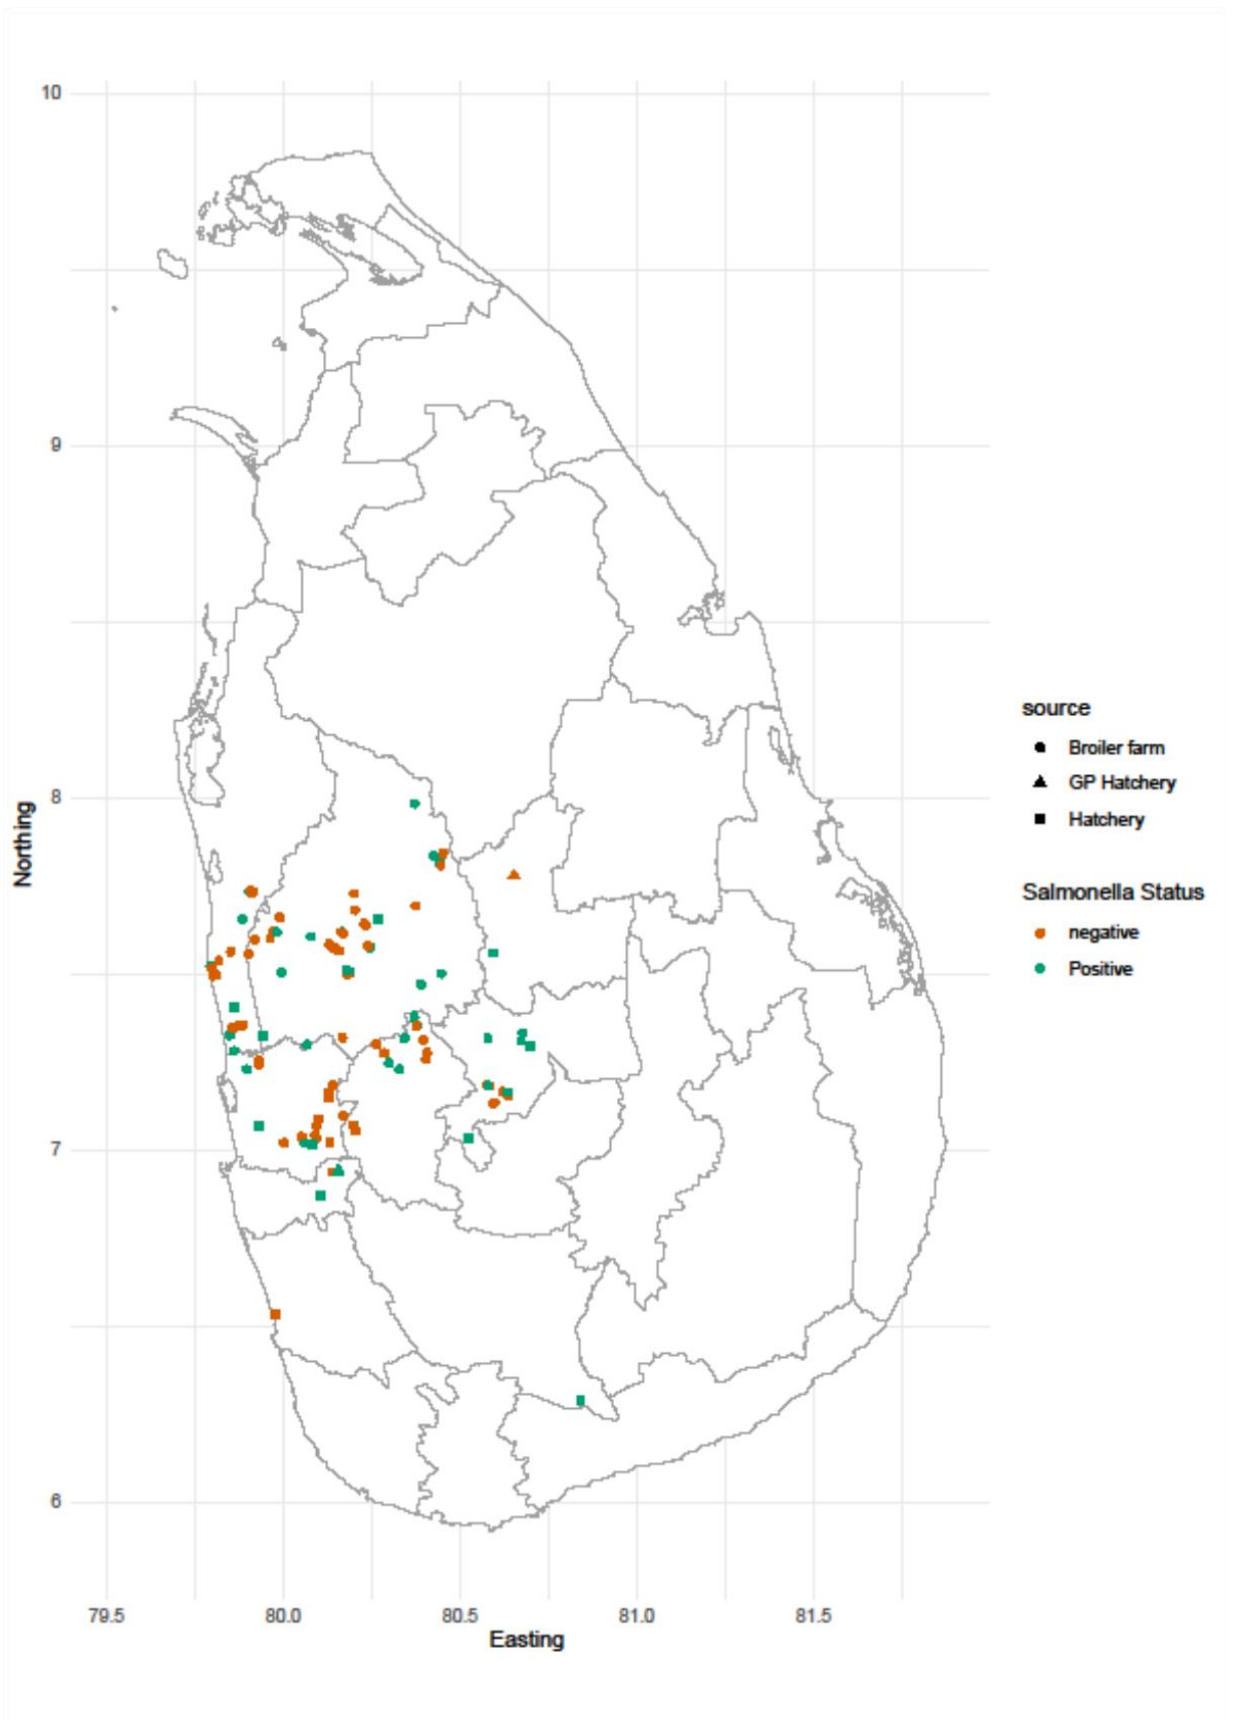 10
9
8
7
6
Northing
79.5 80.0 80.5 81.0 81.5
Easting
source
Broiler farm
GP Hatchery
Hatchery
Salmonella Status
negative
Positive